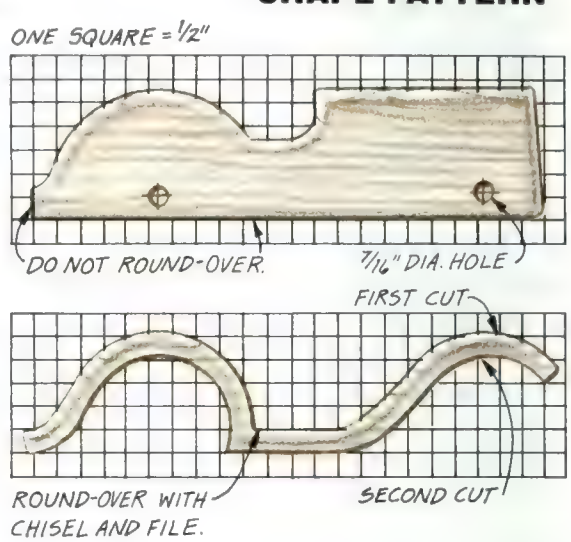 SHAPE PATTERN
ONE SQUARE = 1/2"
DO NOT ROUND-OVER.
7/16" DIA. HOLE
FIRST CUT
ROUND-OVER WITH
CHISEL AND FILE.
SECOND CUT